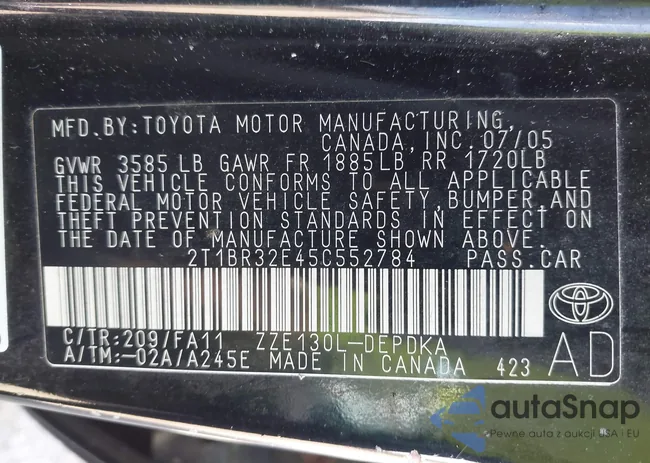 MFD.BY:TOYOTA MOTOR MANUFACTURING,
CANADA,INC.07/05
GVWR 3585 LB GAWR FR 1885LB,RR 1720LB
THIS VEHICLE CONFORMS TO ALL APPLICABLE
FEDERAL MOTOR VEHICLE SAFETY,BUMPER,AND
THEFT PREVENTION STANDARDS IN EFFECT ON
THE DATE OF MANUFACTURE SHOWN ABOVE.
2T1BR32E45C552784 PASS.CAR
C/TR:209/FA11 ZZE130L-DEPDKA
A/TM:-02A/A245E MADE IN CANADA 423 AD
autaSnap
Pewne auta z aukcji USA i EU